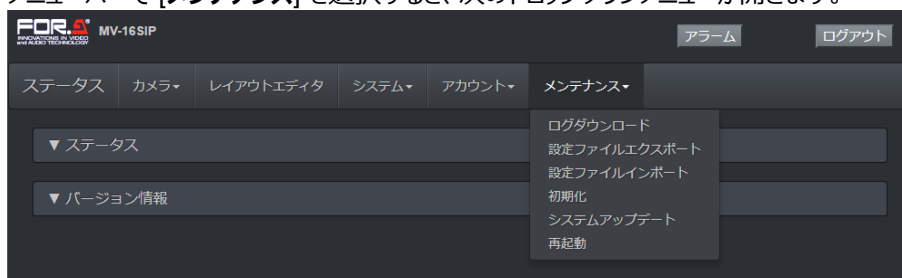 メニューバーで [メンテナンス] を選択すると、次のドロップダウンメニューが開きます。
FOR.A MV-16SIP アラーム ログアウト
INNOVATIONS IN VIDEO
and AUDIO TECHNOLOGY
ステータス カメラ▾ レイアウトエディタ システム▾ アカウント▾ メンテナンス▾
ログダウンロード
▼ ステータス
設定ファイルエクスポート
設定ファイルインポート
▼ バージョン情報
初期化
システムアップデート
再起動